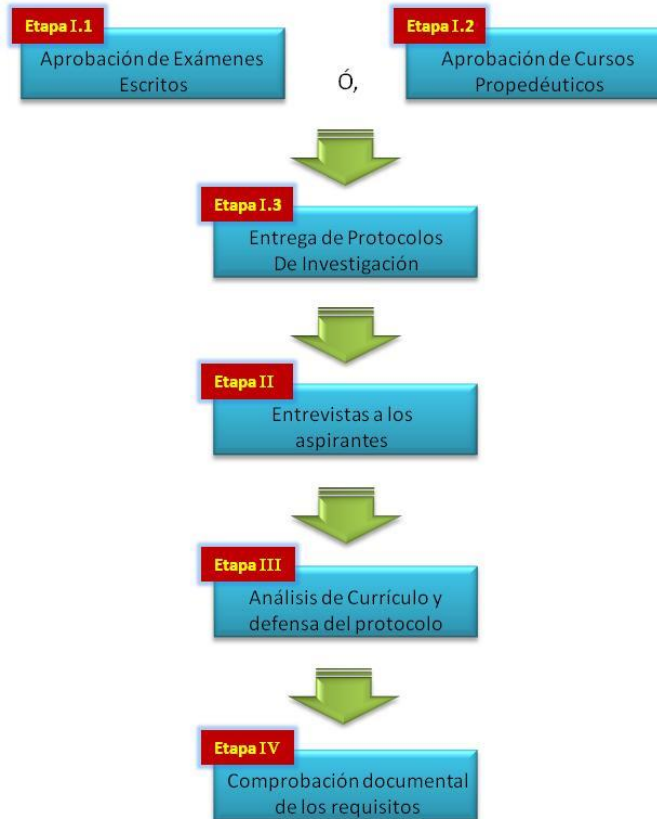 Etapa I.1
Aprobación de Exámenes
Escritos
Ó,
Etapa I.2
Aprobación de Cursos
Propedéuticos
Etapa I.3
Entrega de Protocolos
De Investigación
Etapa II
Entrevistas a los
aspirantes
Etapa III
Análisis de Currículo y
defensa del protocolo
Etapa IV
Comprobación documental
de los requisitos